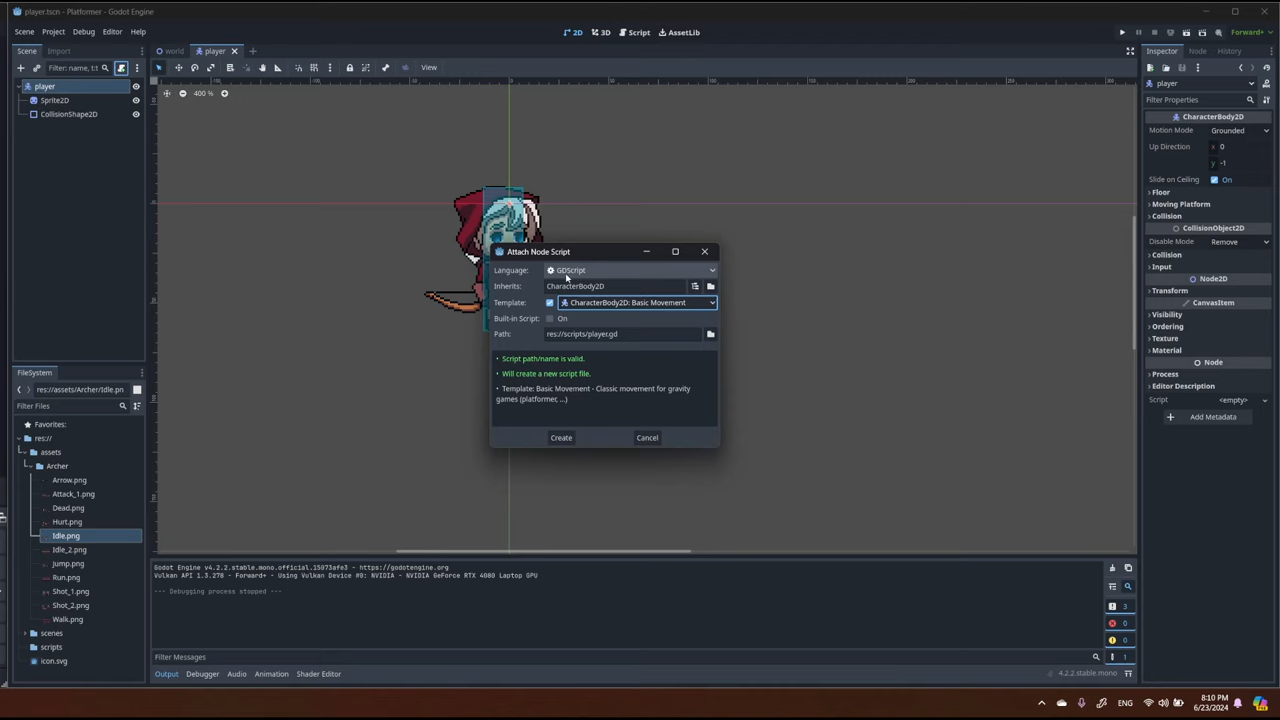 player.tscn - Platformer - Godot Engine
Scene Project Debug Editor Help
2D 3D Script AssetLib
Forward+
Scene Import
Filter: name, t:t
player
Sprite2D
CollisionShape2D
world player
View
400 %
Attach Node Script
Language: GDScript
Inherits: CharacterBody2D
Template: CharacterBody2D: Basic Movement
Built-in Script: On
Path: res://scripts/player.gd
• Script path/name is valid.
• Will create a new script file.
• Template: Basic Movement - Classic movement for gravity
games (platformer, ...)
Create Cancel
FileSystem
res://assets/Archer/Idle.pn
Filter Files
Favorites:
res://
assets
Archer
Arrow.png
Attack_1.png
Dead.png
Hurt.png
Idle.png
Idle_2.png
Jump.png
Run.png
Shot_1.png
Shot_2.png
Walk.png
scenes
scripts
icon.svg
Godot Engine v4.2.2.stable.mono.official.15073afe3 - https://godotengine.org
Vulkan API 1.3.278 - Forward+ - Using Vulkan Device #0: NVIDIA - NVIDIA GeForce RTX 4080 Laptop GPU
--- Debugging process stopped ---
3
0
0
1
Filter Messages
Output Debugger Audio Animation Shader Editor
4.2.2.stable.mono
Inspector Node History
player
Filter Properties
CharacterBody2D
Motion Mode Grounded
Up Direction x 0
y -1
Slide on Ceiling On
Floor
Moving Platform
Collision
CollisionObject2D
Disable Mode Remove
Collision
Input
Node2D
Transform
CanvasItem
Visibility
Ordering
Texture
Material
Node
Process
Editor Description
Script <empty>
Add Metadata
ENG
8:10 PM
6/23/2024